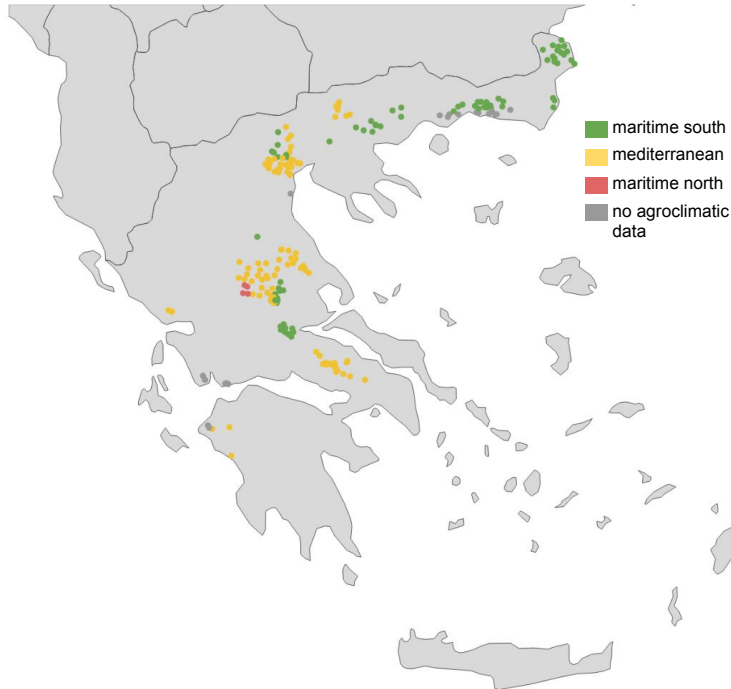 maritime south
mediterranean
maritime north
no agroclimatic
data